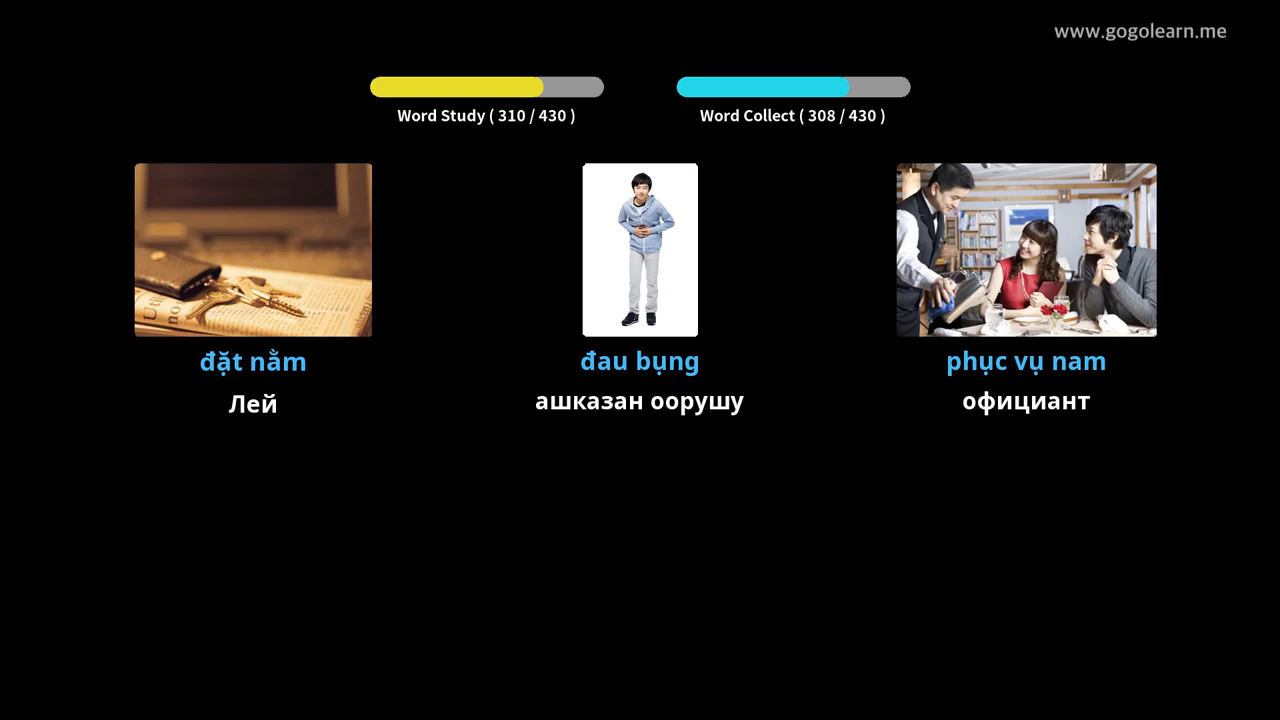 www.gogolearn.me
Word Study ( 310 / 430 )
Word Collect ( 308 / 430 )
đặt nằm
đau bụng
phục vụ nam
Лей
ашказан оорушу
официант